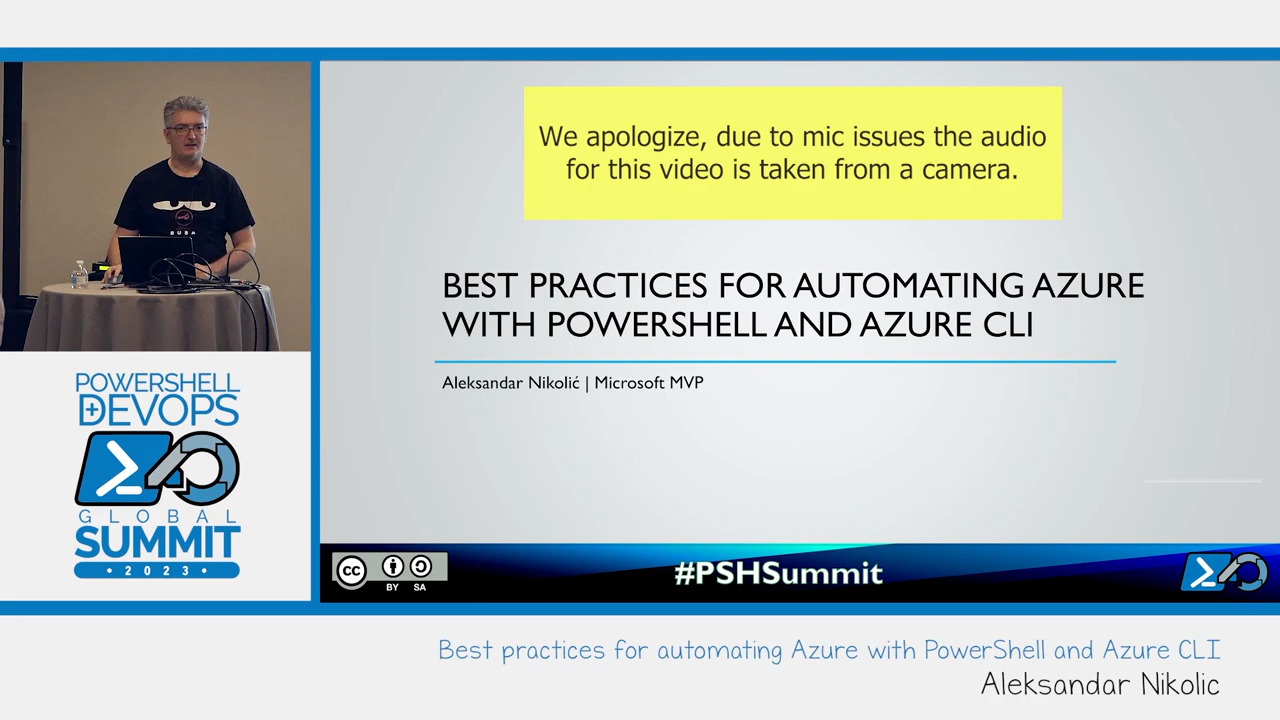 We apologize, due to mic issues the audio
for this video is taken from a camera.
BEST PRACTICES FOR AUTOMATING AZURE
WITH POWERSHELL AND AZURE CLI
Aleksandar Nikolić | Microsoft MVP
SUSA
POWERSHELL
+DEVOPS
GLOBAL
SUMMIT
• 2023 •
cc
BY SA
#PSHSummit
Best practices for automating Azure with PowerShell and Azure CLI
Aleksandar Nikolic